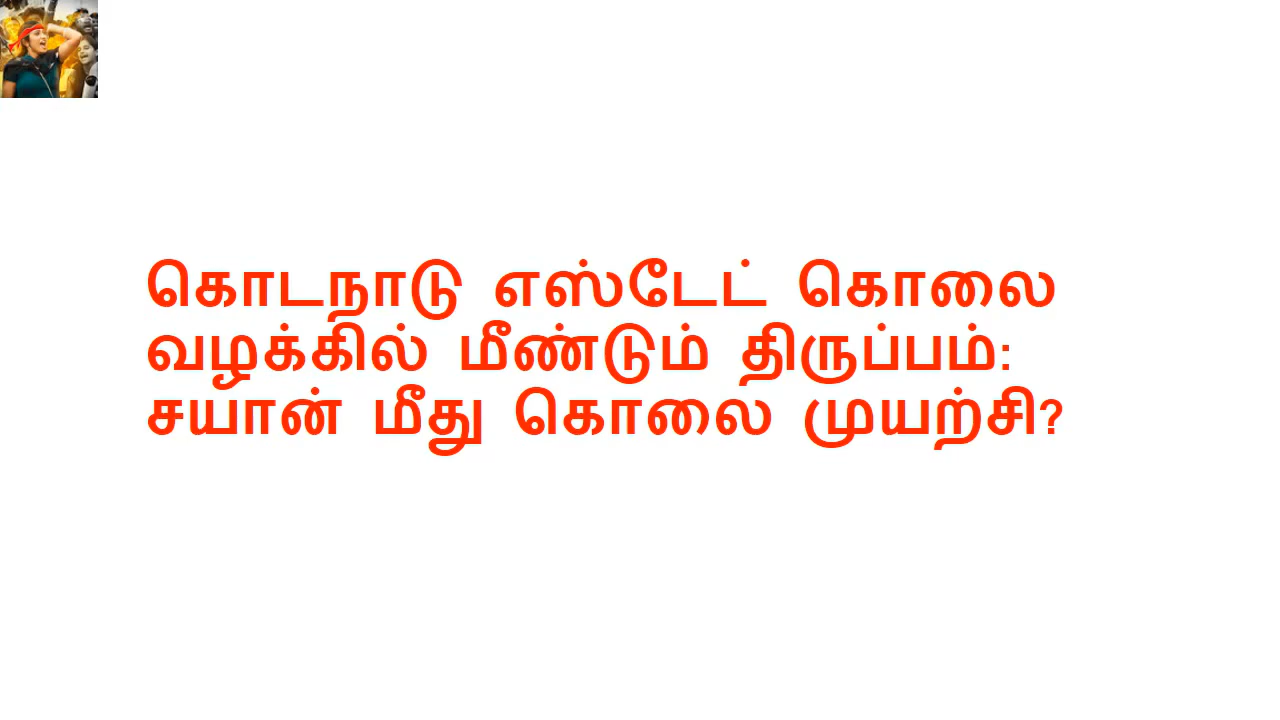 கொடநாடு எஸ்டேட் கொலை
வழக்கில் மீண்டும் திருப்பம்:
சயான் மீது கொலை முயற்சி?